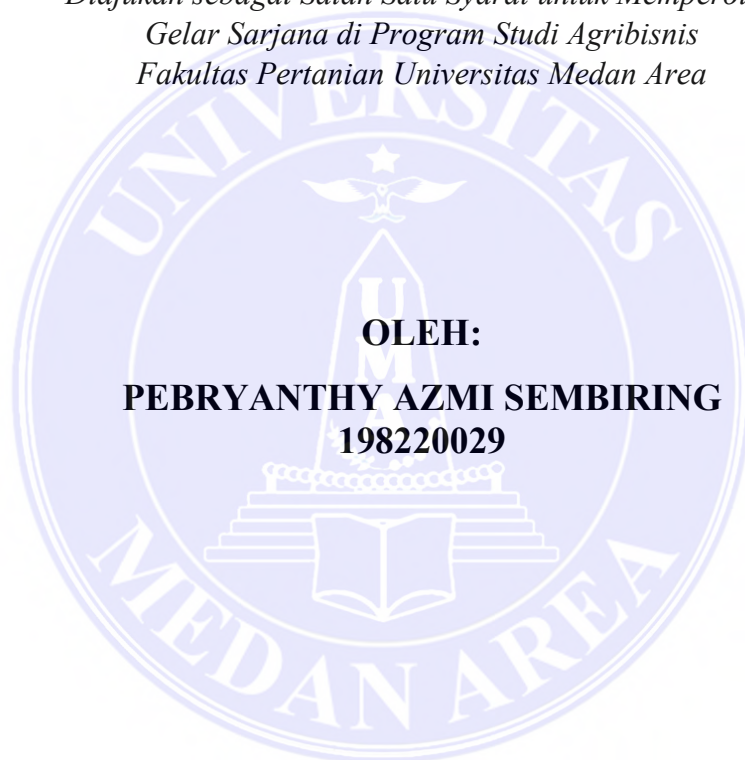 Diajukan sebagai Salah Satu Syarat untuk
Gelar Sarjana di Program Studi Agribisnis
Fakultas Pertanian Universitas Medan Area
UNIVERSITAS
UMA
OLEH:
PEBRYANTHY AZMI SEMBIRING
198220029
MEDAN AREA